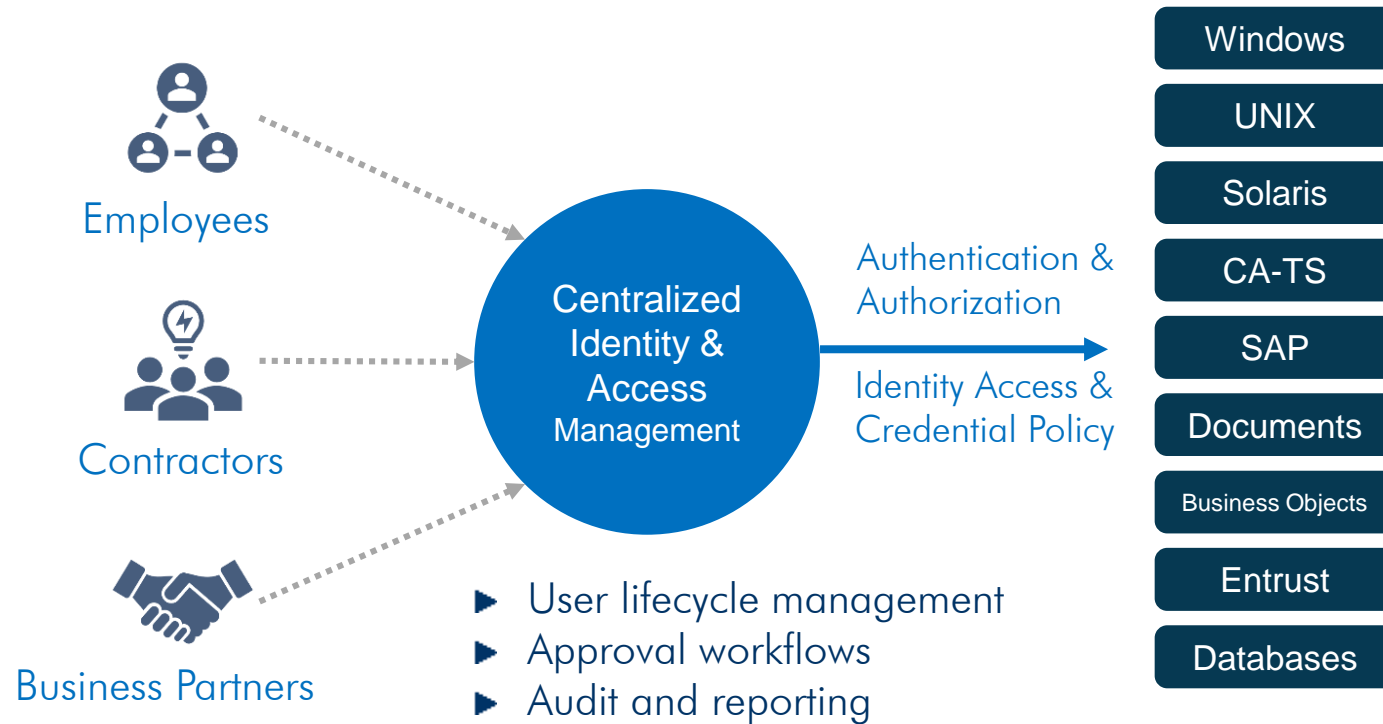 Employees
Contractors
Business Partners
Centralized
Identity &
Access
Management
Authentication &
Authorization
Identity Access &
Credential Policy
User lifecycle management
Approval workflows
Audit and reporting
Windows
UNIX
Solaris
CA-TS
SAP
Documents
Business Objects
Entrust
Databases